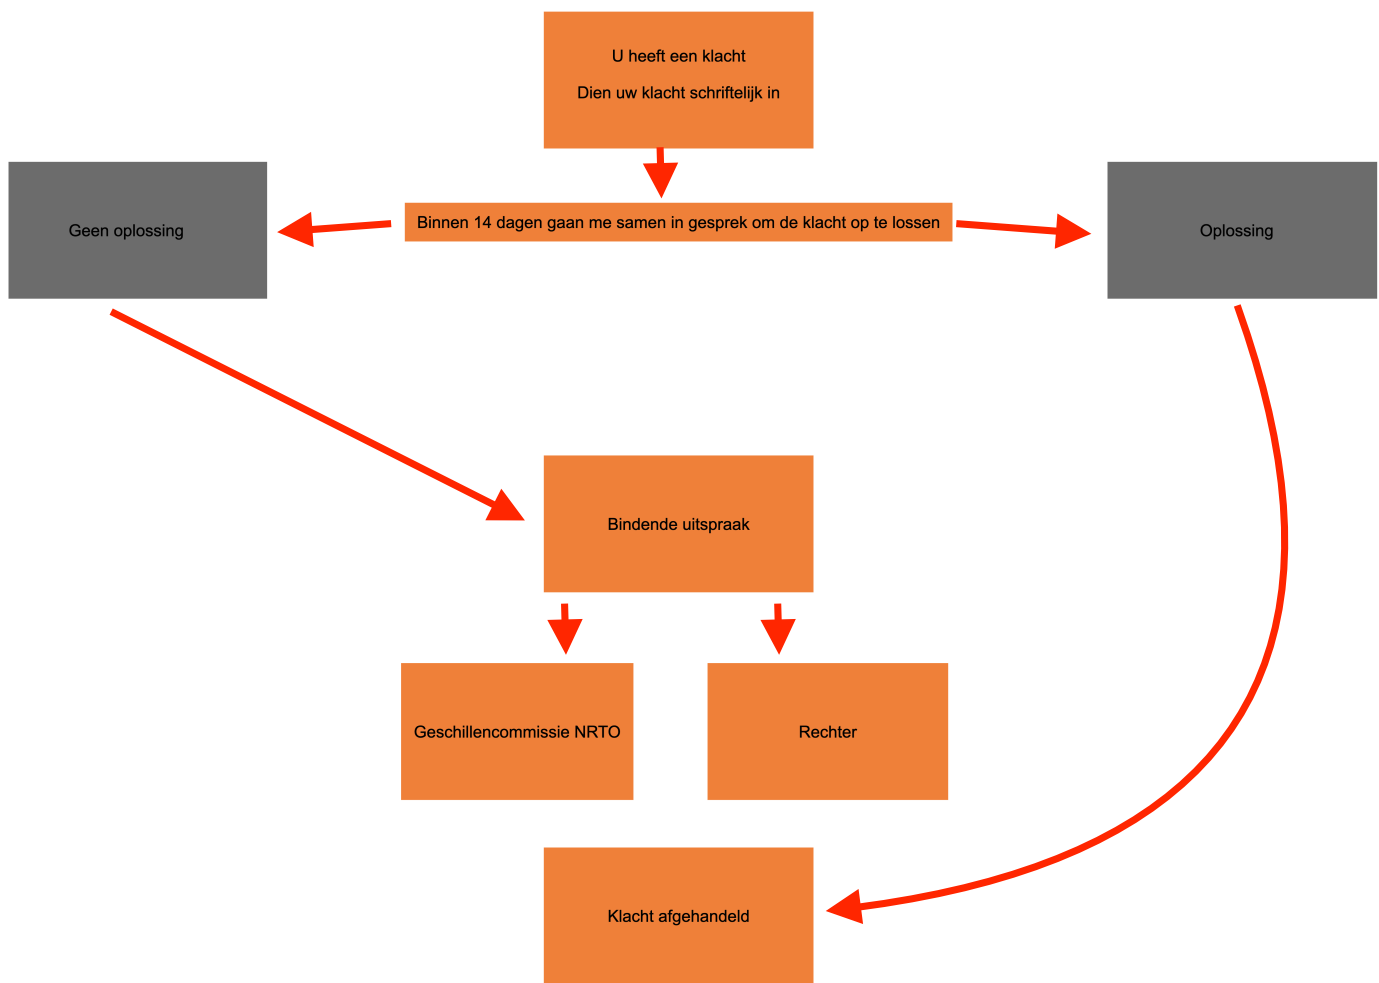 U heeft een klacht
Dien uw klacht schriftelijk in
Binnen 14 dagen gaan me samen in gesprek om de klacht op te lossen
Geen oplossing
Oplossing
Bindende uitspraak
Geschillencommissie NRTO
Rechter
Klacht afgehandeld